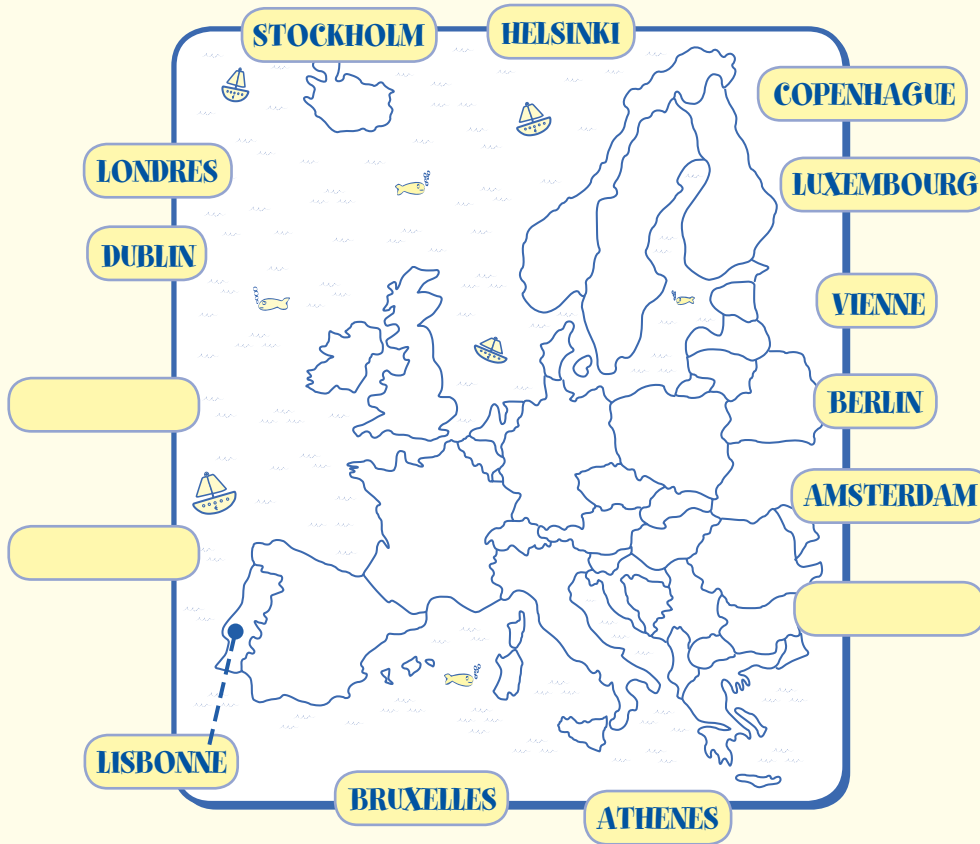 STOCKHOLM
HELSINKI
COPENHAGUE
LONDRES
LUXEMBOURG
DUBLIN
VIENNE
BERLIN
AMSTERDAM
LISBONNE
BRUXELLES
ATHENES